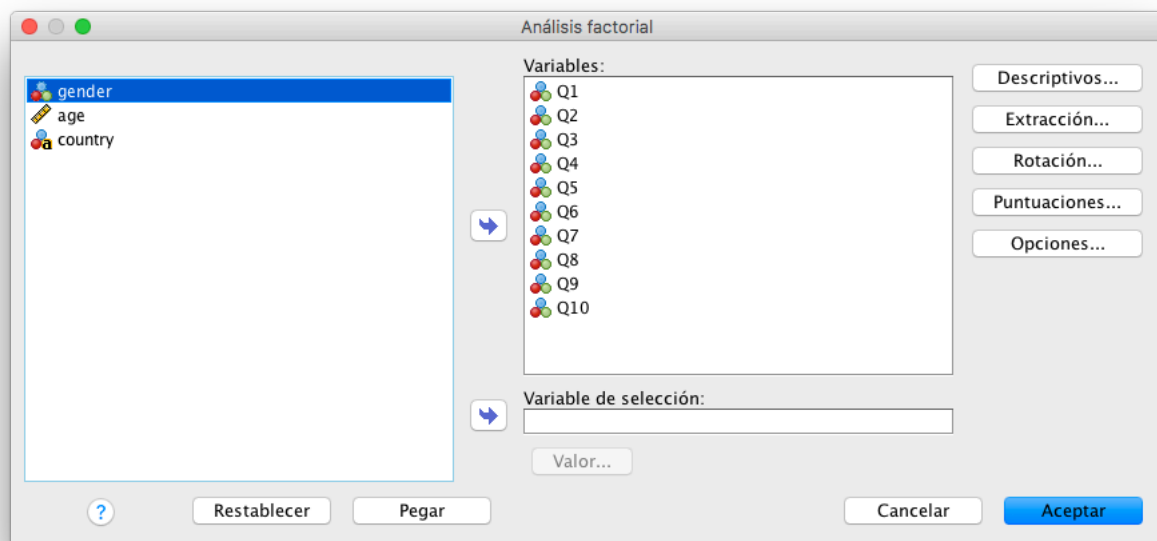 Análisis factorial
gender
age
country
Variables:
Q1
Q2
Q3
Q4
Q5
Q6
Q7
Q8
Q9
Q10
Variable de selección:
Valor...
Descriptivos...
Extracción...
Rotación...
Puntuaciones...
Opciones...
?
Restablecer
Pegar
Cancelar
Aceptar